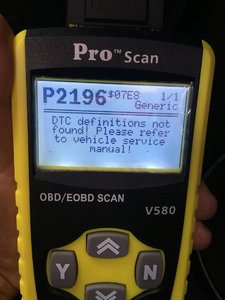 Pro™ Scan
P2196 $07E8 1/1
Generic
DTC definitions not
found! Please refer
to vehicle service
manual!
OBD/EOBD SCAN
V580
Y N